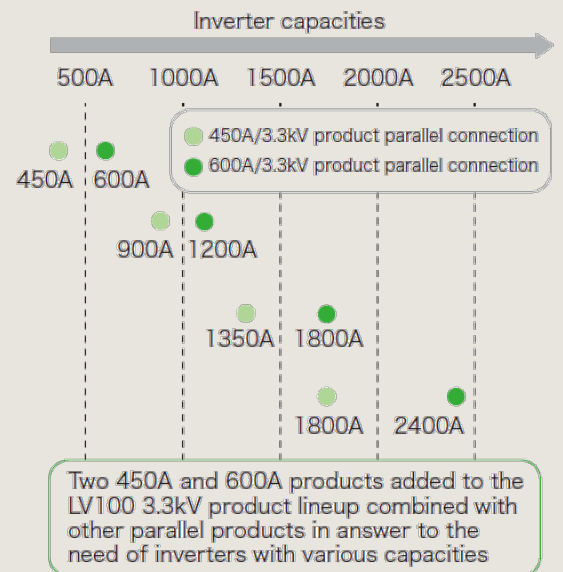 Inverter capacities
500A 1000A 1500A 2000A 2500A
450A/3.3kV product parallel connection
600A/3.3kV product parallel connection
450A 600A
900A 1200A
1350A 1800A
1800A 2400A
Two 450A and 600A products added to the
LV100 3.3kV product lineup combined with
other parallel products in answer to the
need of inverters with various capacities